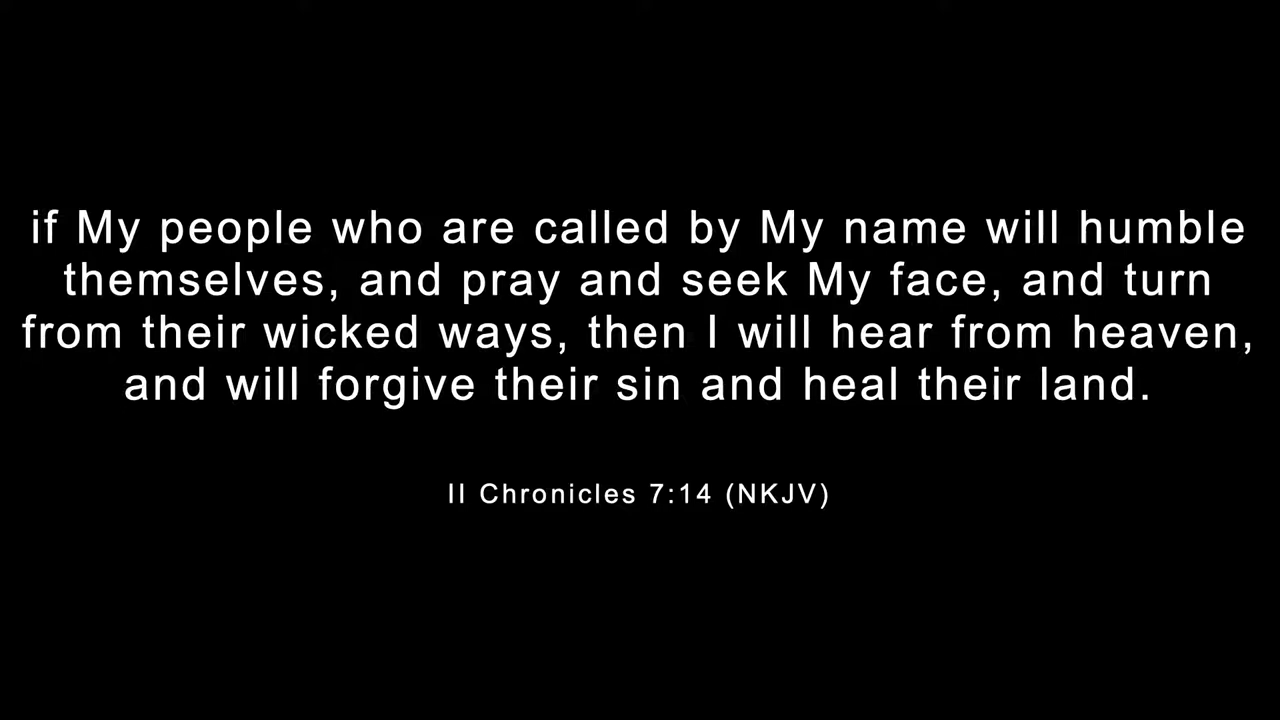 if My people who are called by My name will humble
themselves, and pray and seek My face, and turn
from their wicked ways, then I will hear from heaven,
and will forgive their sin and heal their land.
II Chronicles 7:14 (NKJV)